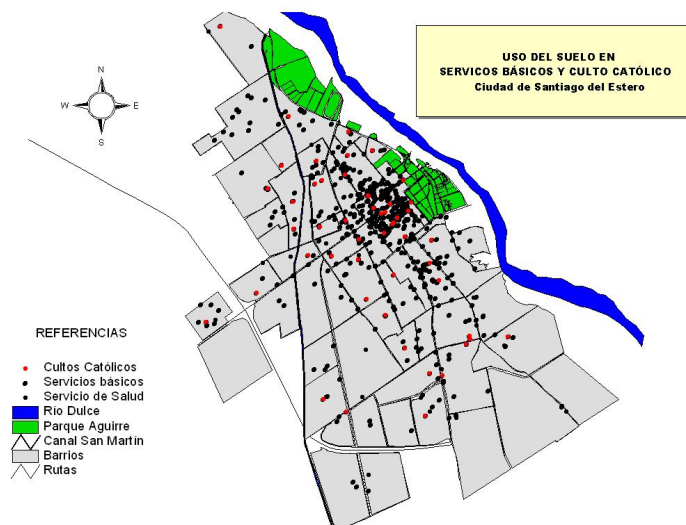 USO DEL SUELO EN
SERVICOS BÁSICOS Y CULTO CATÓLICO
Ciudad de Santiago del Estero
N
W
E
S
REFERENCIAS
Cultos Católicos
Servicios básicos
Servicio de Salud
Rio Dulce
Parque Aguirre
Canal San Martín
Barrios
Rutas